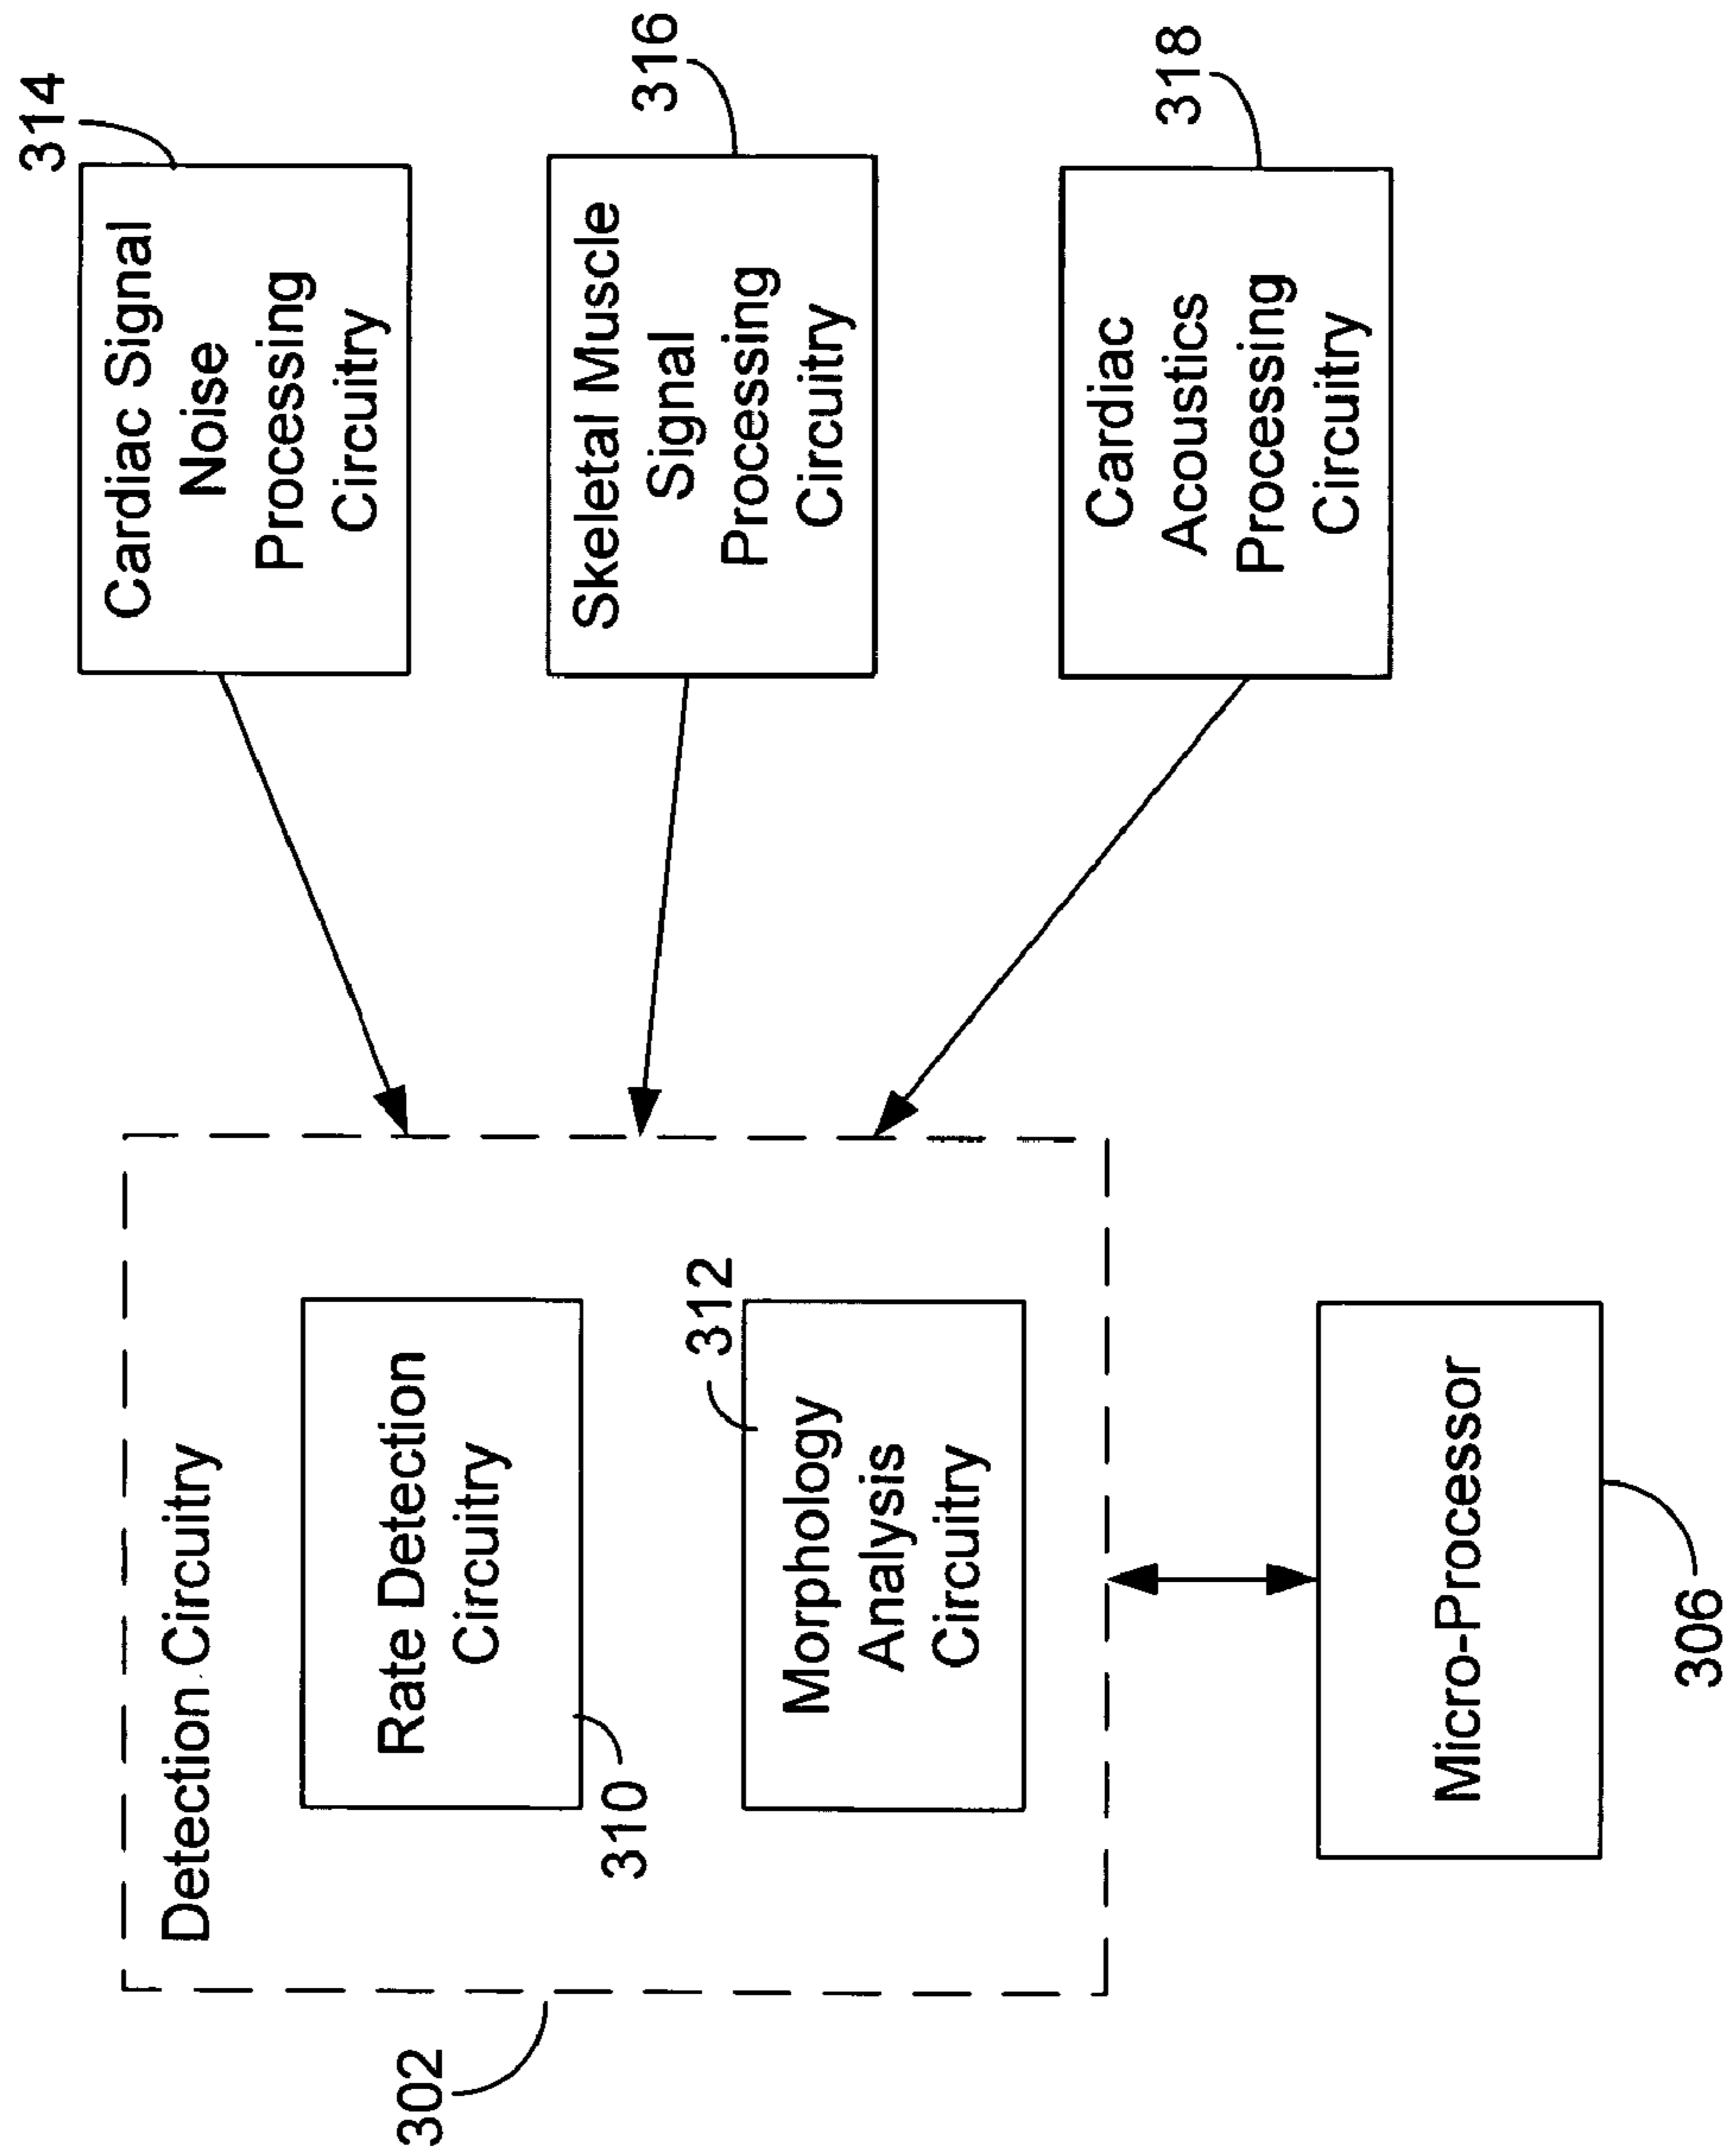 Detection Circuitry
Rate Detection
Circuitry
310
312
Morphology
Analysis
Circuitry
302
Micro-Processor
306
314
Cardiac Signal
Noise
Processing
Circuitry
316
Skeletal Muscle
Signal
Processing
Circuitry
318
Cardiac
Acoustics
Processing
Circuitry